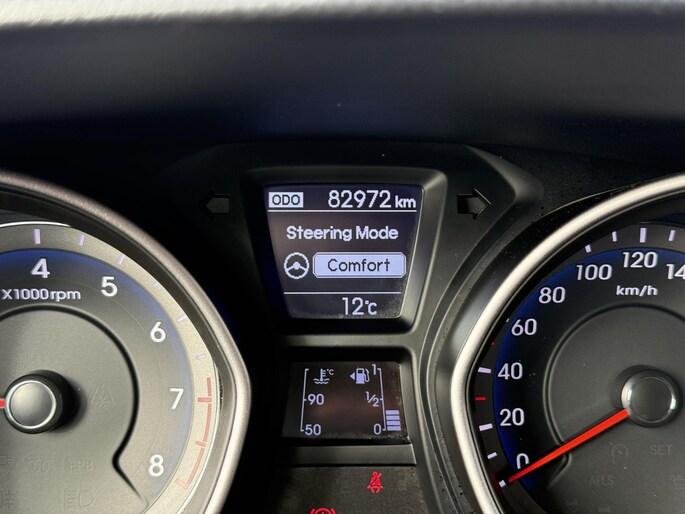 ODO 82972 km
Steering Mode
Comfort
12°C
4
5
6
7
8
X1000rpm
°C 1
90 1/2
50 0
0
20
40
60
80
100
120
km/h
SET
AFLS